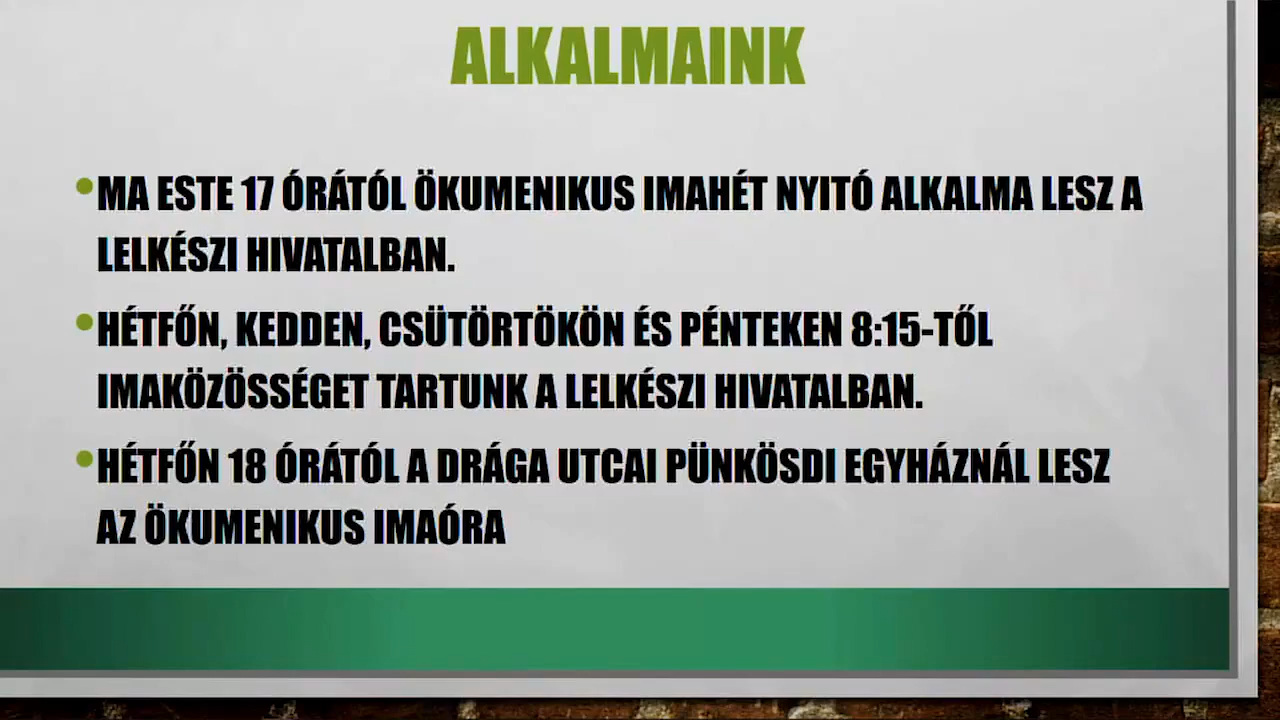 ALKALMAINK
•MA ESTE 17 ÓRÁTÓL ÖKUMENIKUS IMAHÉT NYITÓ ALKALMA LESZ A
LELKÉSZI HIVATALBAN.
•HÉTFŐN, KEDDEN, CSÜTÖRTÖKÖN ÉS PÉNTEKEN 8:15-TŐL
IMAKÖZÖSSÉGET TARTUNK A LELKÉSZI HIVATALBAN.
•HÉTFŐN 18 ÓRÁTÓL A DRÁGA UTCAI PÜNKÖSDI EGYHÁZNÁL LESZ
AZ ÖKUMENIKUS IMAÓRA